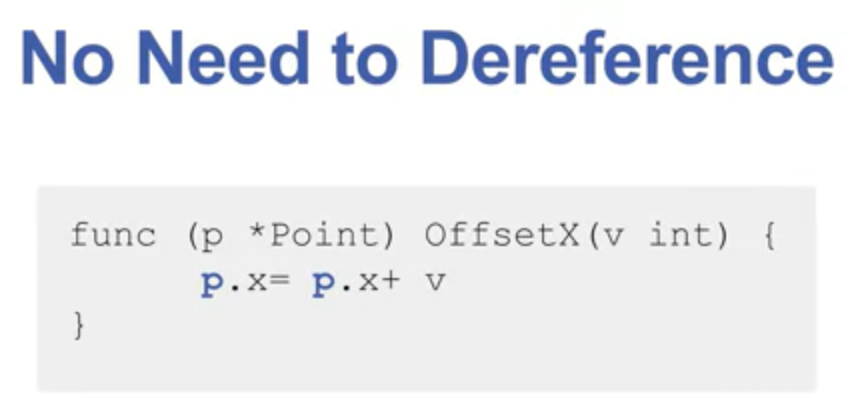 No Need to Dereference
func (p *Point) OffsetX(v int) {
p.x= p.x+ v
}